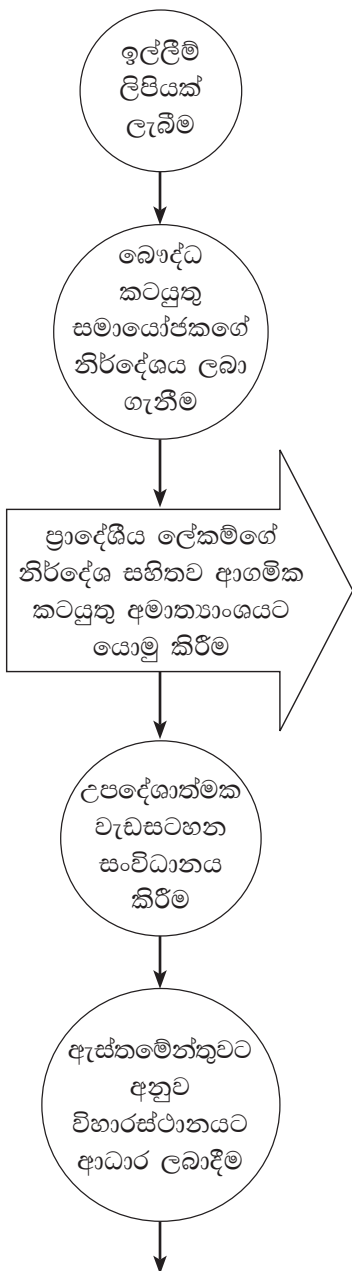 ඉල්ලීම්
ලිපියක්
ලැබීම
බෞද්ධ
කටයුතු
සමායෝජකගේ
නිර්දේශය ලබා
ගැනීම
ප්‍රාදේශීය ලේකම්ගේ
නිර්දේශ සහිතව ආගමික
කටයුතු අමාත්‍යාංශයට
යොමු කිරීම
උපදේශාත්මක
වැඩසටහන
සංවිධානය
කිරීම
ඇස්තමේන්තුවට
අනුව
විහාරස්ථානයට
ආධාර ලබාදීම